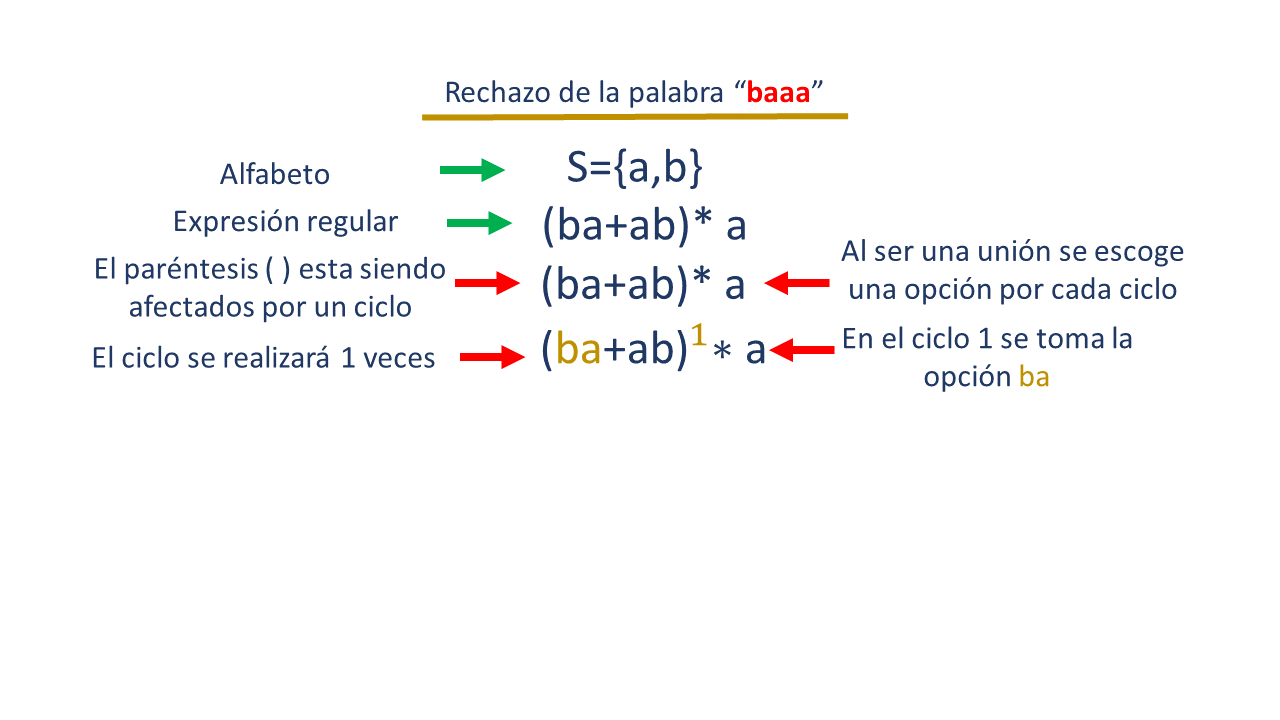 Rechazo de la palabra “baaa”
Alfabeto
S={a,b}
Expresión regular
(ba+ab)* a
El paréntesis ( ) esta siendo
afectados por un ciclo
(ba+ab)* a
Al ser una unión se escoge
una opción por cada ciclo
El ciclo se realizará 1 veces
(ba+ab)¹* a
En el ciclo 1 se toma la
opción ba